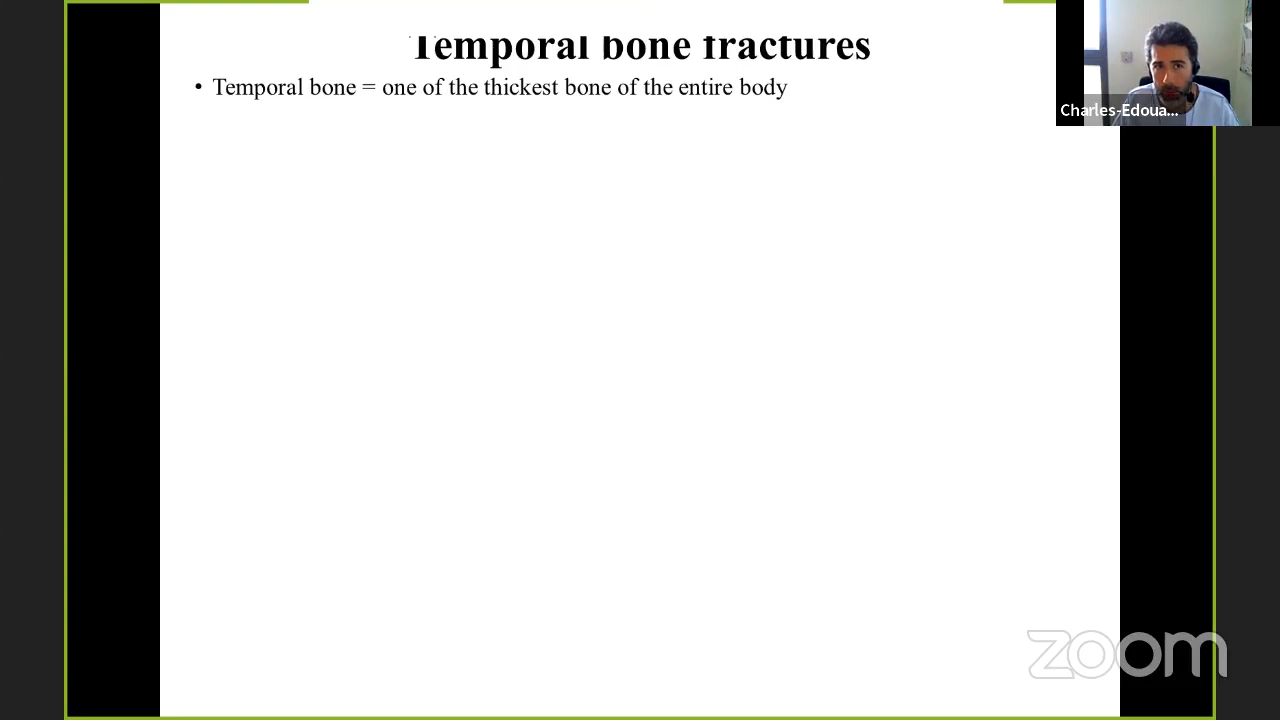 Temporal bone fractures
• Temporal bone = one of the thickest bone of the entire body
Charles-Edoua...
zoom